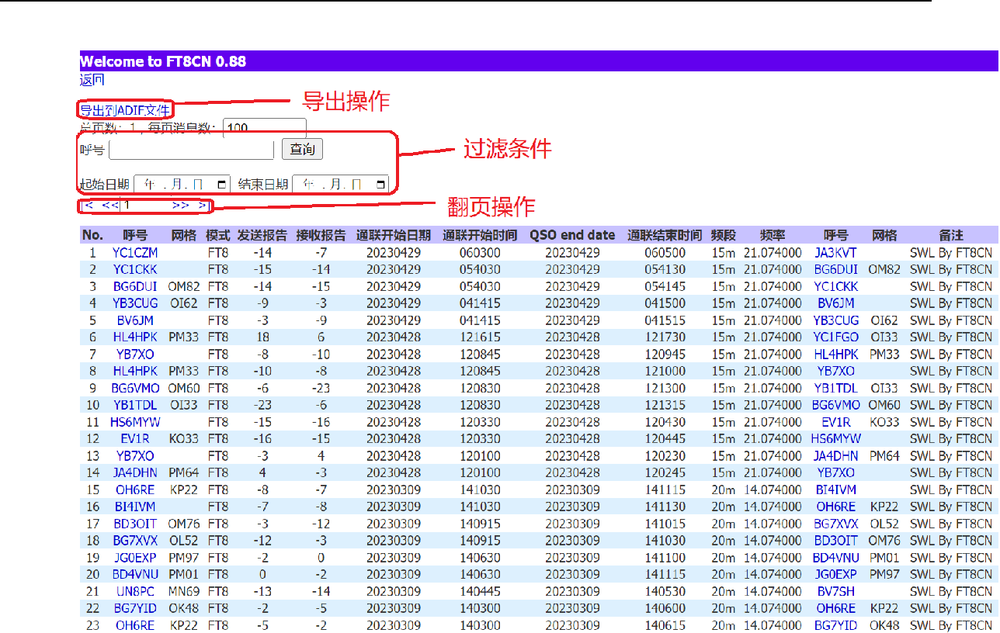 Welcome to FT8CN 0.88
返回
导出到ADIF文件
导出操作
总页数: 1 , 每页消息数: 100
呼号 查询
过滤条件
起始日期 年 . 月 . 日 结束日期 年 . 月 . 日
|< <<1 >> >|
翻页操作
No. 呼号 网格 模式 发送报告 接收报告 通联开始日期 通联开始时间 QSO end date 通联结束时间 频段 频率 呼号 网格 备注
1 YC1CZM FT8 -14 -7 20230429 060300 20230429 060500 15m 21.074000 JA3KVT SWL By FT8CN
2 YC1CKK FT8 -15 -14 20230429 054030 20230429 054130 15m 21.074000 BG6DUI OM82 SWL By FT8CN
3 BG6DUI OM82 FT8 -14 -15 20230429 054030 20230429 054145 15m 21.074000 YC1CKK SWL By FT8CN
4 YB3CUG OI62 FT8 -9 -3 20230429 041415 20230429 041500 15m 21.074000 BV6JM SWL By FT8CN
5 BV6JM FT8 -3 -9 20230429 041415 20230429 041515 15m 21.074000 YB3CUG OI62 SWL By FT8CN
6 HL4HPK PM33 FT8 18 6 20230428 121615 20230428 121730 15m 21.074000 YC1FGO OI33 SWL By FT8CN
7 YB7XO FT8 -8 -10 20230428 120845 20230428 120945 15m 21.074000 HL4HPK PM33 SWL By FT8CN
8 HL4HPK PM33 FT8 -10 -8 20230428 120845 20230428 121000 15m 21.074000 YB7XO SWL By FT8CN
9 BG6VMO OM60 FT8 -6 -23 20230428 120830 20230428 121300 15m 21.074000 YB1TDL OI33 SWL By FT8CN
10 YB1TDL OI33 FT8 -23 -6 20230428 120830 20230428 121315 15m 21.074000 BG6VMO OM60 SWL By FT8CN
11 HS6MYW FT8 -15 -16 20230428 120330 20230428 120430 15m 21.074000 EV1R KO33 SWL By FT8CN
12 EV1R KO33 FT8 -16 -15 20230428 120330 20230428 120445 15m 21.074000 HS6MYW SWL By FT8CN
13 YB7XO FT8 -3 4 20230428 120100 20230428 120230 15m 21.074000 JA4DHN PM64 SWL By FT8CN
14 JA4DHN PM64 FT8 4 -3 20230428 120100 20230428 120245 15m 21.074000 YB7XO SWL By FT8CN
15 OH6RE KP22 FT8 -8 -7 20230309 141030 20230309 141115 20m 14.074000 BI4IVM SWL By FT8CN
16 BI4IVM FT8 -7 -8 20230309 141030 20230309 141130 20m 14.074000 OH6RE KP22 SWL By FT8CN
17 BD3OIT OM76 FT8 -3 -12 20230309 140915 20230309 141015 20m 14.074000 BG7XVX OL52 SWL By FT8CN
18 BG7XVX OL52 FT8 -12 -3 20230309 140915 20230309 141030 20m 14.074000 BD3OIT OM76 SWL By FT8CN
19 JG0EXP PM97 FT8 -2 0 20230309 140630 20230309 141100 20m 14.074000 BD4VNU PM01 SWL By FT8CN
20 BD4VNU PM01 FT8 0 -2 20230309 140630 20230309 141115 20m 14.074000 JG0EXP PM97 SWL By FT8CN
21 UN8PC MN69 FT8 -13 -14 20230309 140445 20230309 140530 20m 14.074000 BV7SH SWL By FT8CN
22 BG7YID OK48 FT8 -2 -5 20230309 140300 20230309 140600 20m 14.074000 OH6RE KP22 SWL By FT8CN
23 OH6RE KP22 FT8 -5 -2 20230309 140300 20230309 140615 20m 14.074000 BG7YID OK48 SWL By FT8CN